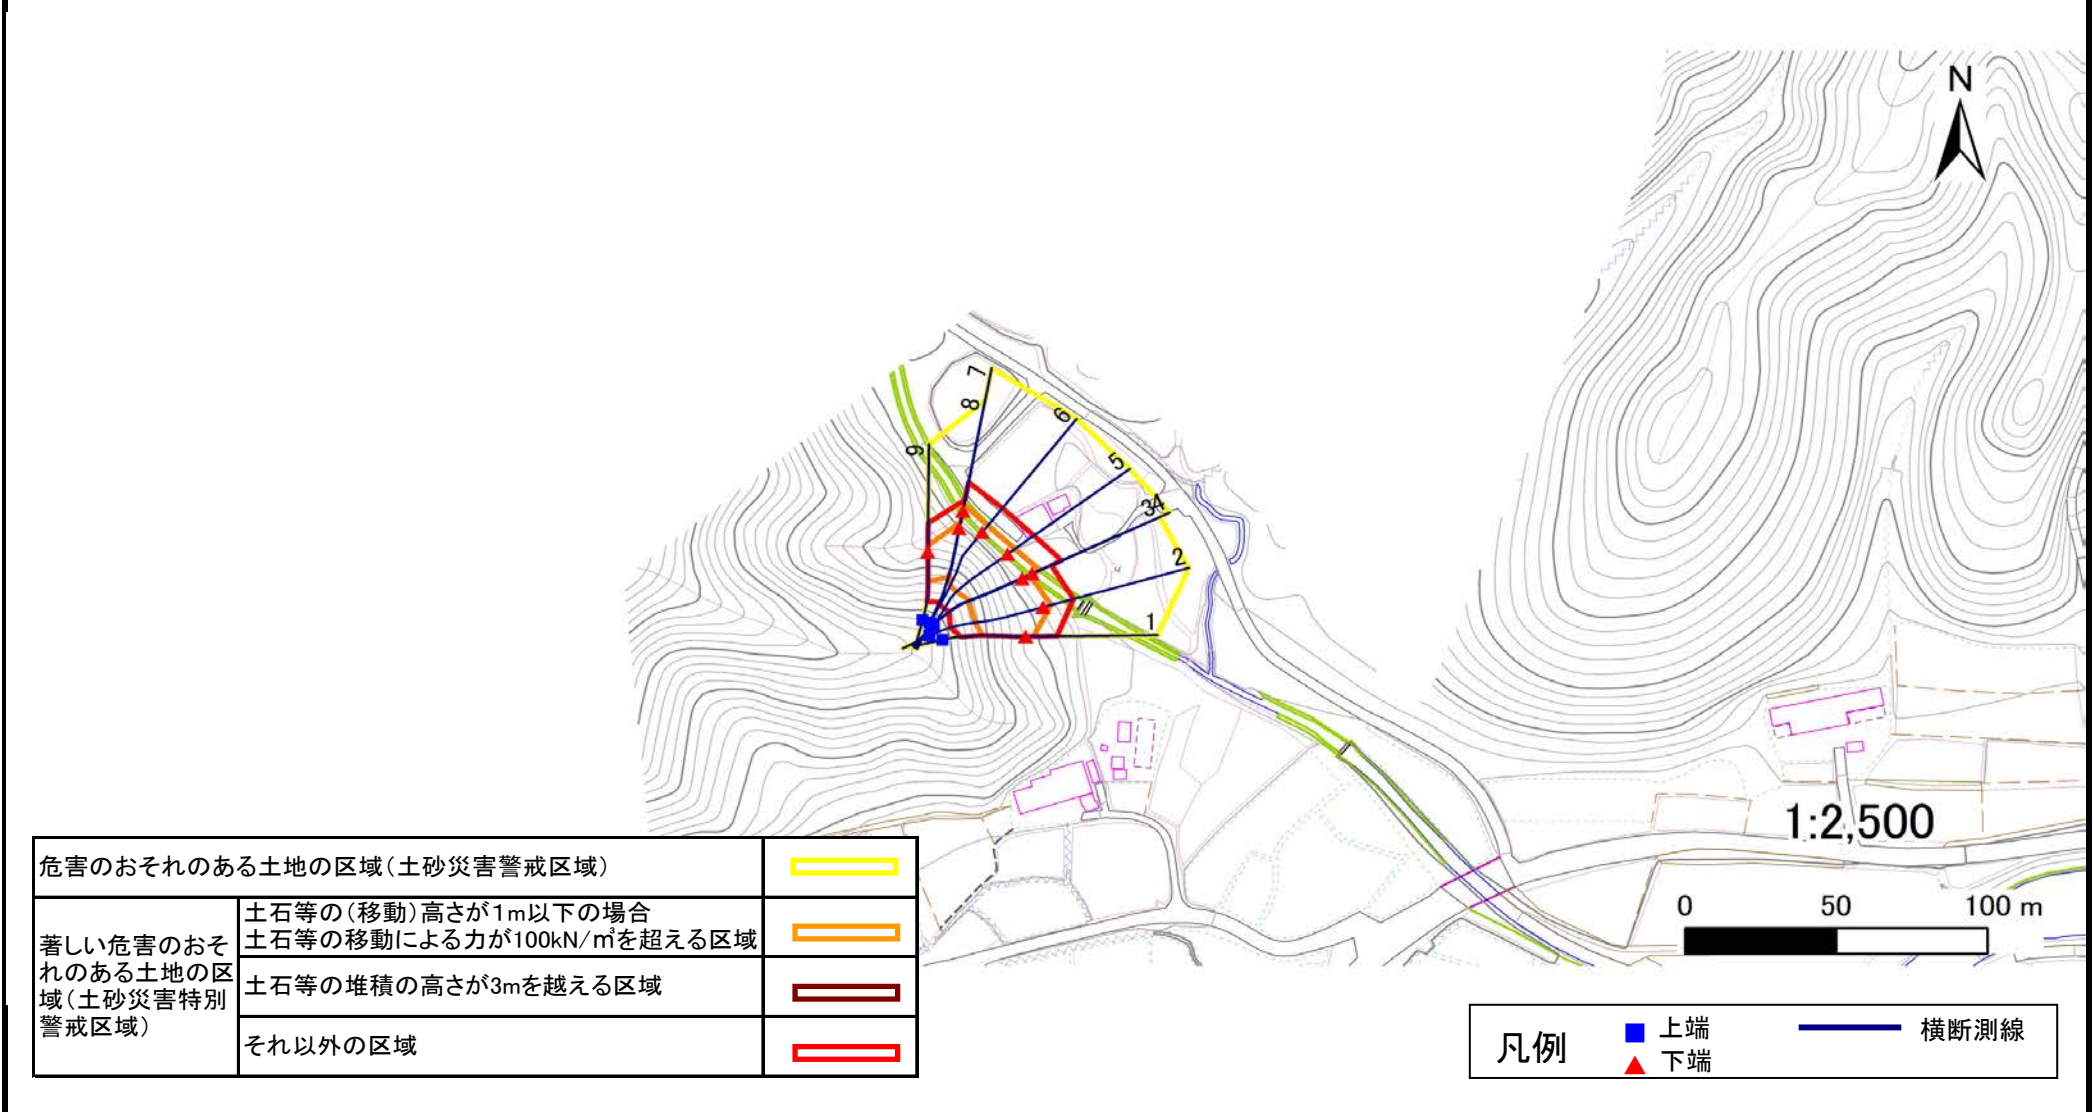 N
7
8
6
9
5
34
2
1
1:2,500
0 50 100 m
危害のおそれのある土地の区域(土砂災害警戒区域)
著しい危害のおそ
れのある土地の区
域(土砂災害特別
警戒区域)
土石等の(移動)高さが1m以下の場合
土石等の移動による力が100kN/㎥を超える区域
土石等の堆積の高さが3mを越える区域
それ以外の区域
凡例
上端
下端
横断測線